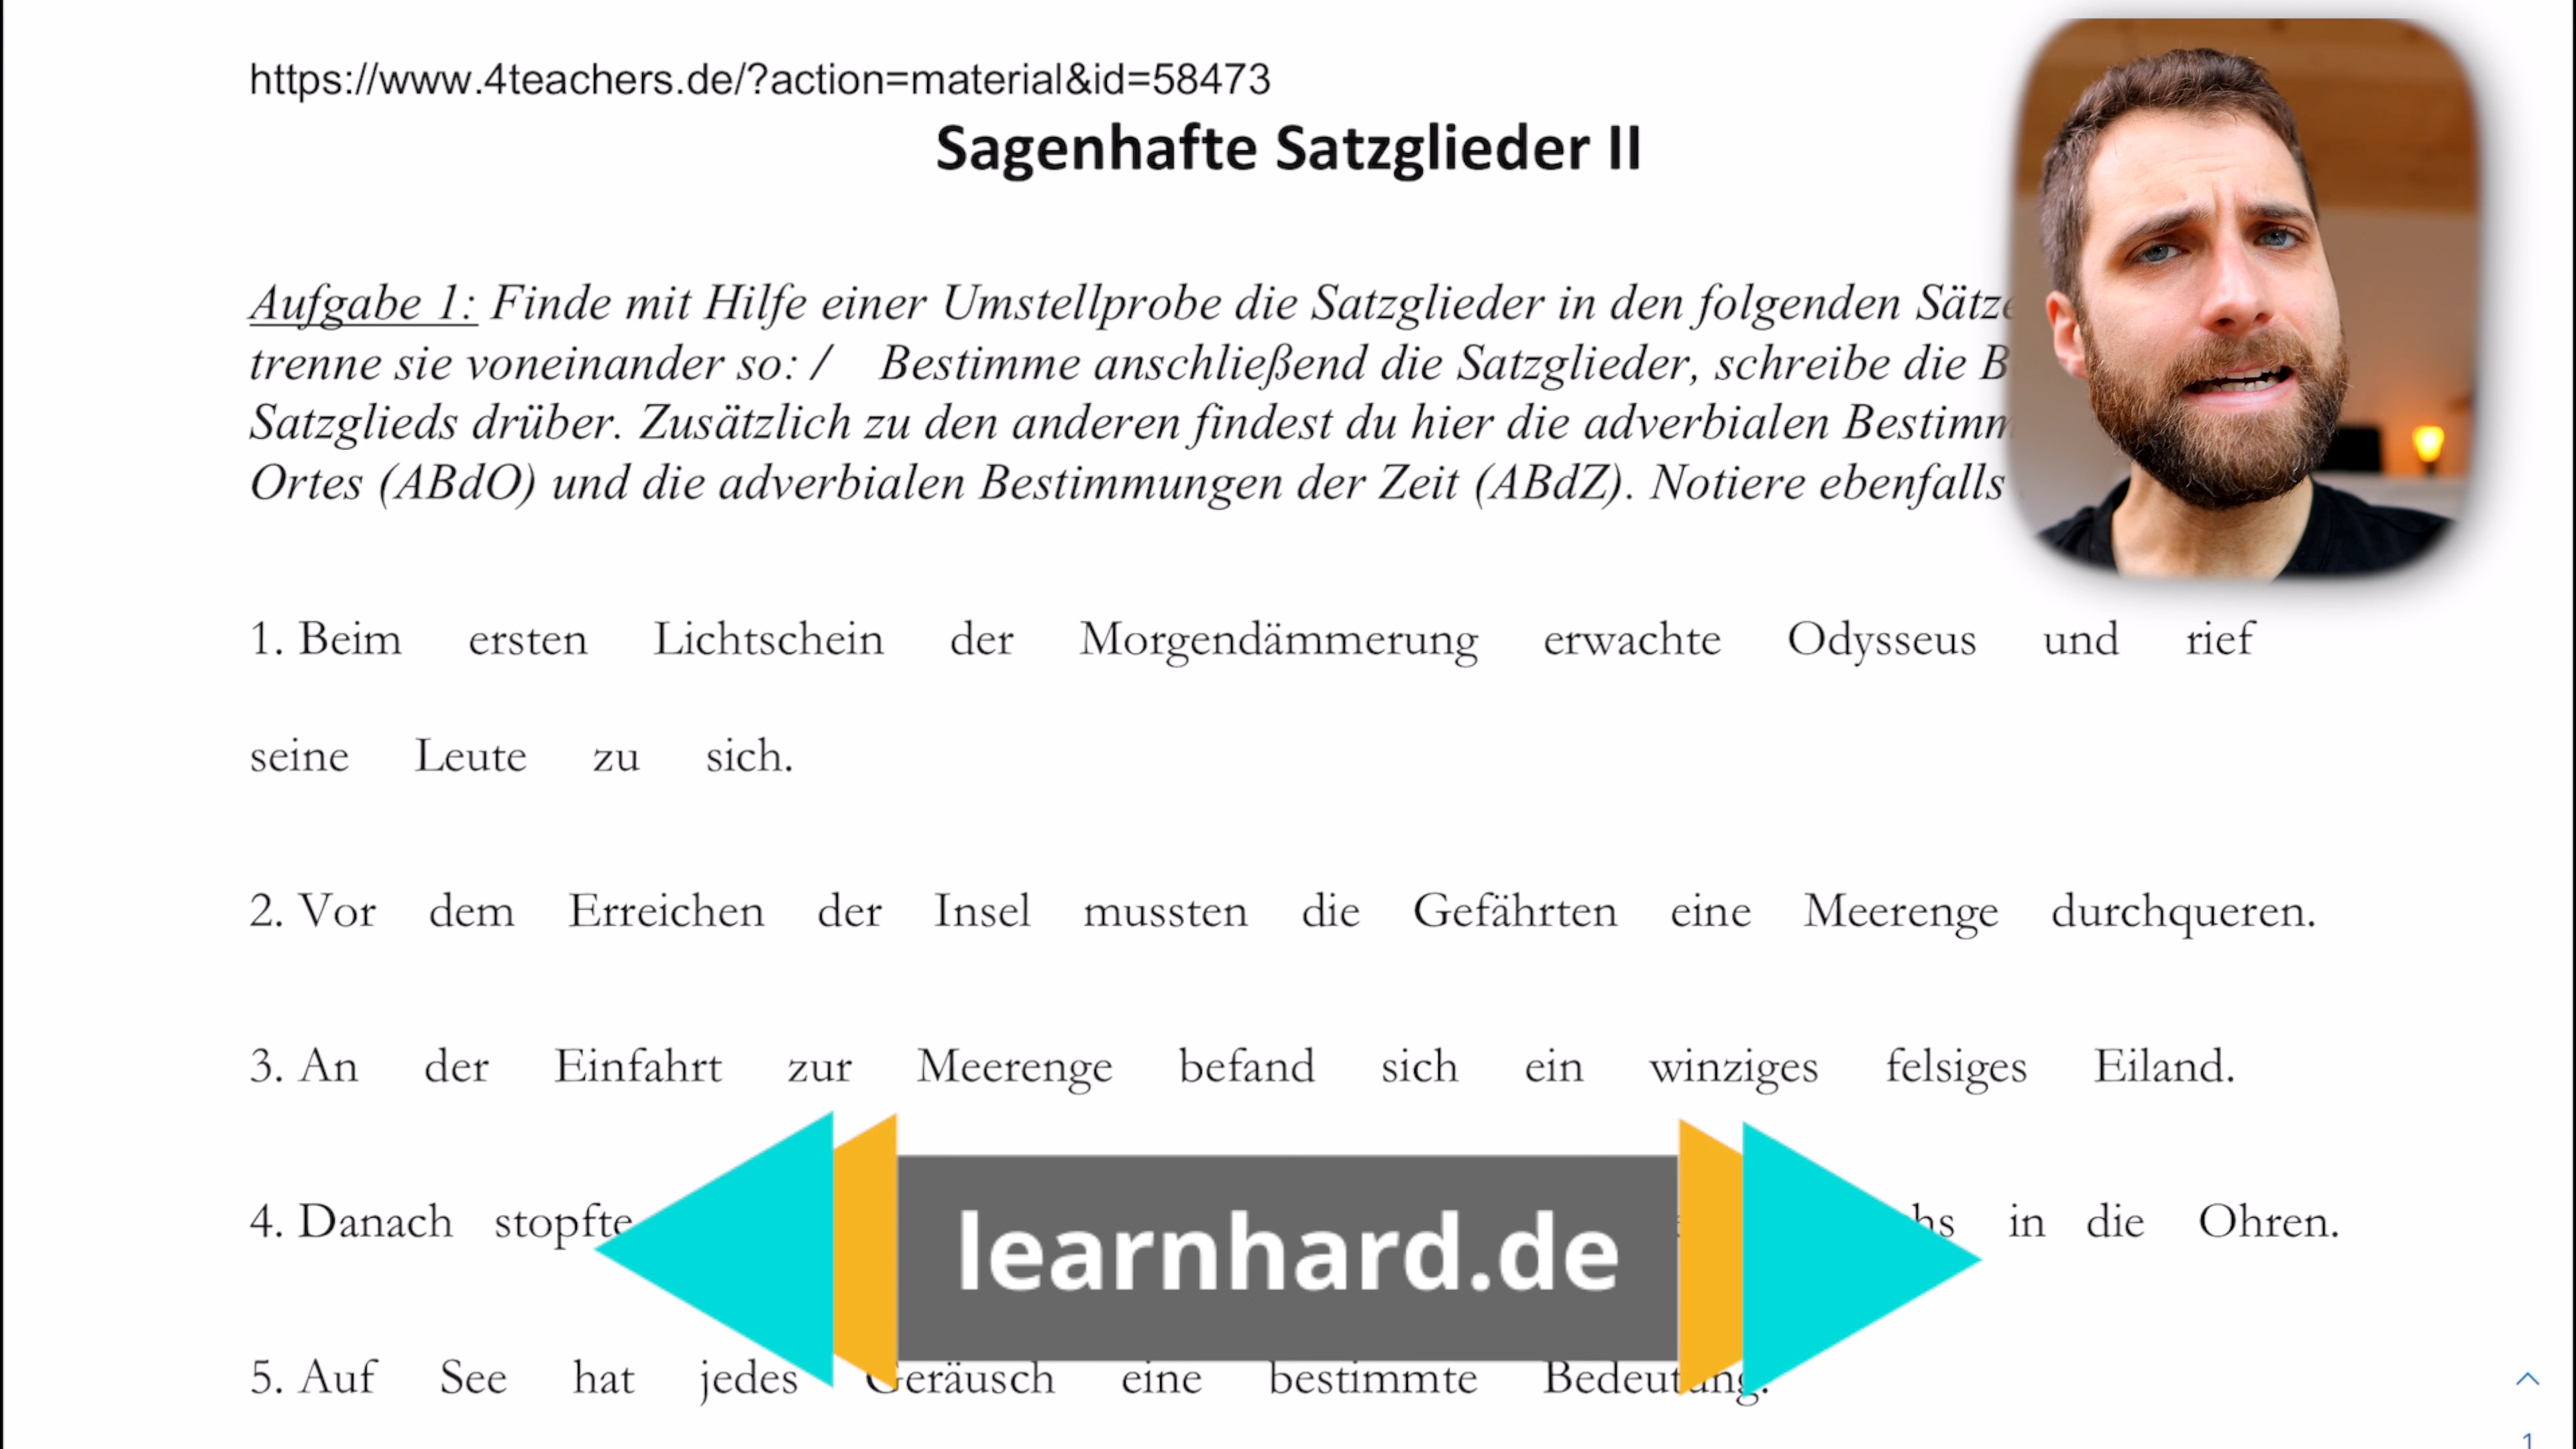 https://www.4teachers.de/?action=material&id=58473
Sagenhafte Satzglieder II
Aufgabe 1: Finde mit Hilfe einer Umstellprobe die Satzglieder in den folgenden
trenne sie voneinander so: / Bestimme anschließend die Satzglieder, schreibe die
Satzglieds drüber. Zusätzlich zu den anderen findest du hier die adverbialen
Ortes (ABdO) und die adverbialen Bestimmungen der Zeit (ABdZ). Notiere ebenfalls
1. Beim ersten Lichtschein der Morgendämmerung erwachte Odysseus und rief
seine Leute zu sich.
2. Vor dem Erreichen der Insel mussten die Gefährten eine Meerenge durchqueren.
3. An der Einfahrt zur Meerenge befand sich ein winziges felsiges Eiland.
4. Danach stopfte in die Ohren.
learnhard.de
5. Auf See hat jedes Geräusch eine bestimmte Bedeutung.
1